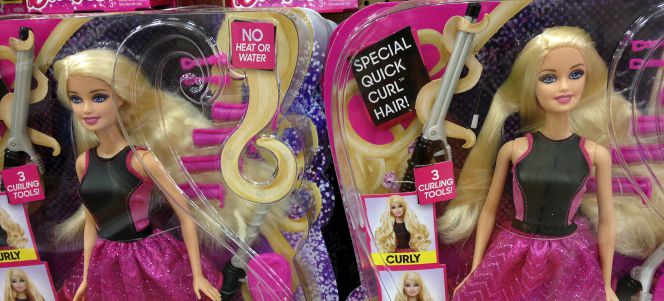 NO
HEAT OR
WATER
3
CURLING
TOOLS!
CURLY
SPECIAL
QUICK
CURL™
HAIR!
3
CURLING
TOOLS!
CURLY